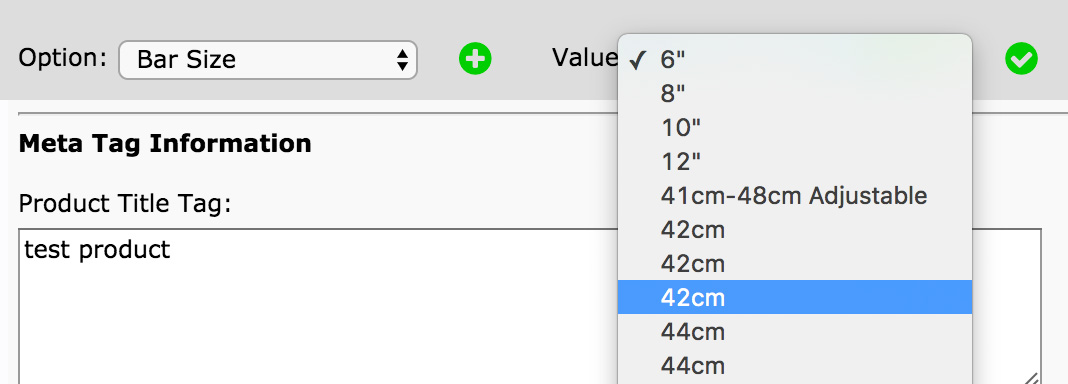 Option: Bar Size Value
6"
8"
10"
12"
41cm-48cm Adjustable
42cm
42cm
42cm
44cm
44cm
Meta Tag Information
Product Title Tag:
test product